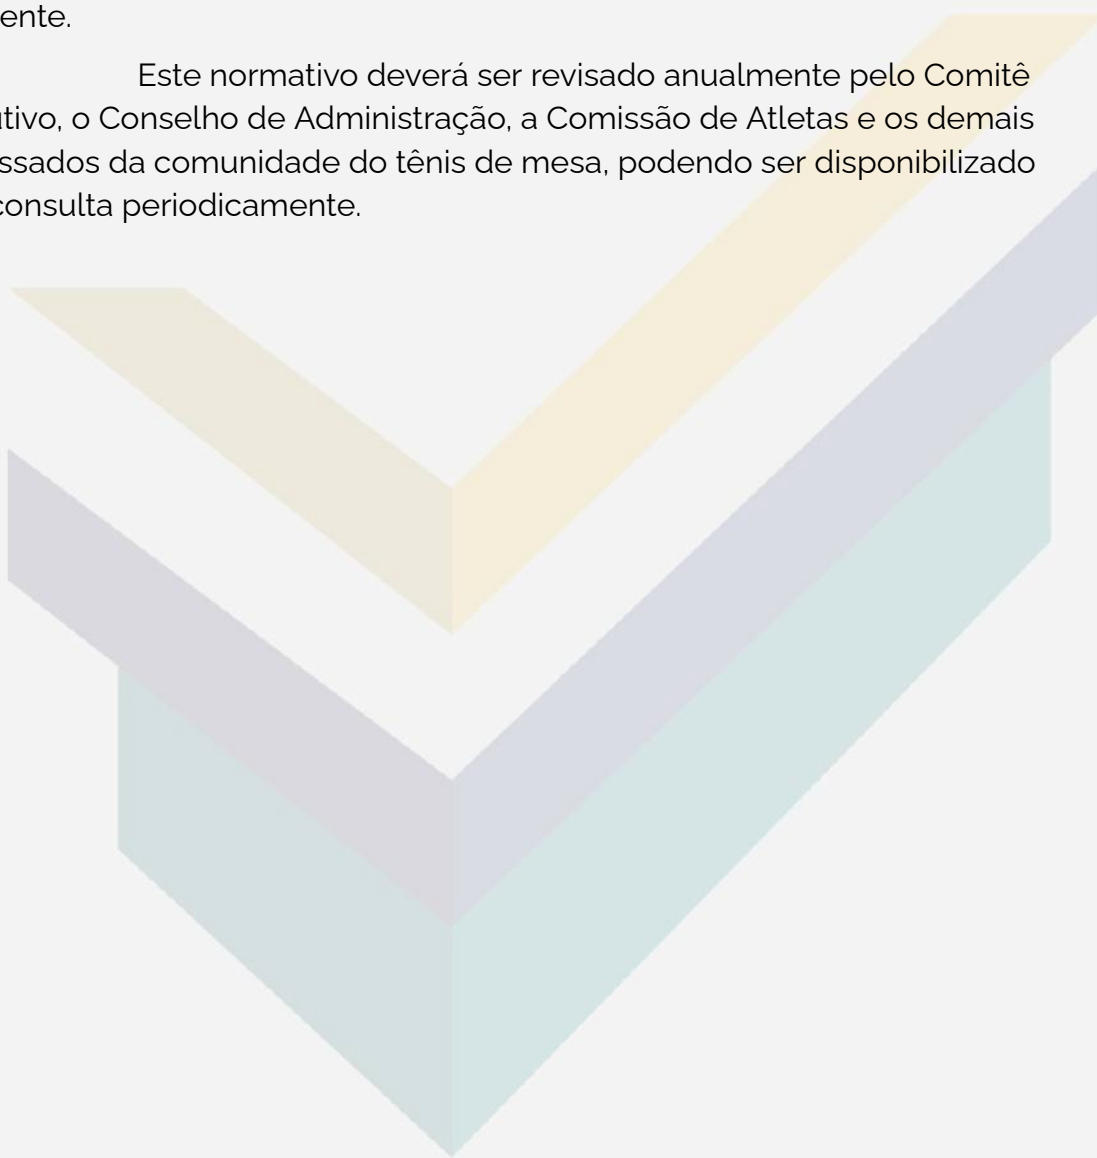 ente.
Este normativo deverá ser revisado anualmente pelo Comitê
utivo, o Conselho de Administração, a Comissão de Atletas e os demais
ssados da comunidade do tênis de mesa, podendo ser disponibilizado
consulta periodicamente.